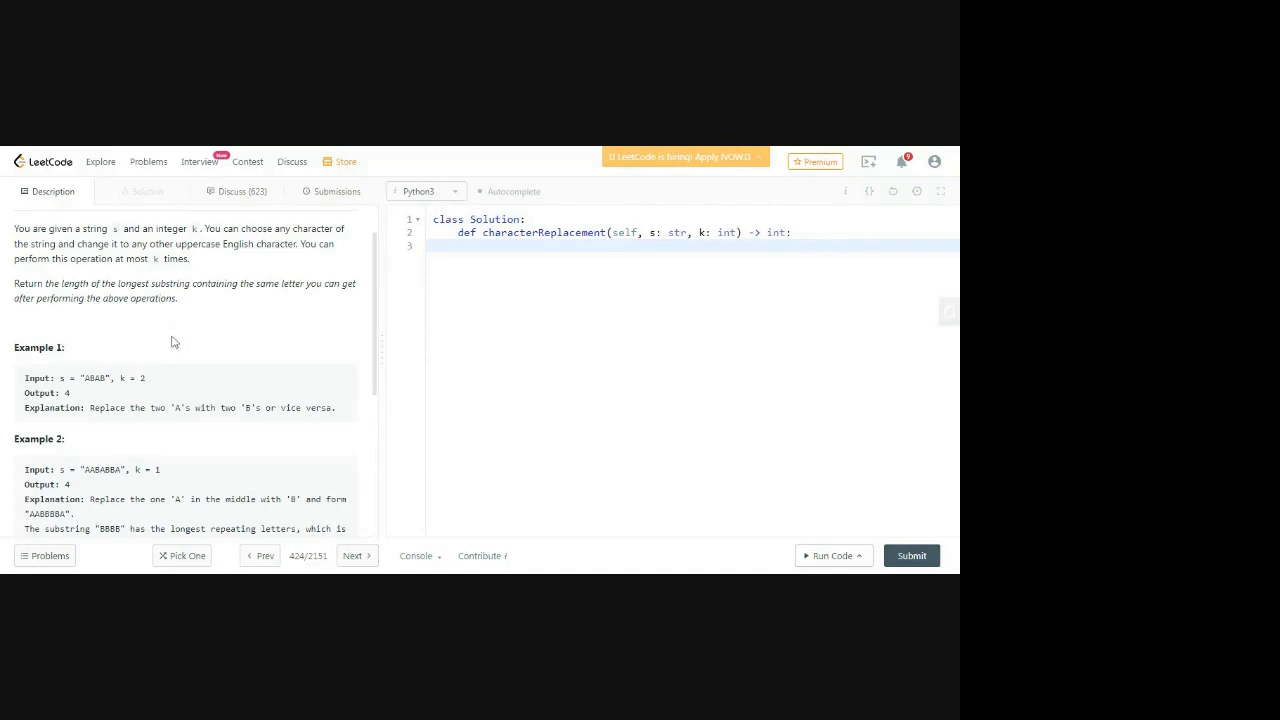 LeetCode Explore Problems Interview New Contest Discuss Store LeetCode is hiring! Apply NOW. Premium 9
Description Solution Discuss (623) Submissions i Python3 Autocomplete i {}
You are given a string s and an integer k. You can choose any character of
the string and change it to any other uppercase English character. You can
perform this operation at most k times.
Return the length of the longest substring containing the same letter you can get
after performing the above operations.
Example 1:
Input: s = "ABAB", k = 2
Output: 4
Explanation: Replace the two 'A's with two 'B's or vice versa.
Example 2:
Input: s = "AABABBA", k = 1
Output: 4
Explanation: Replace the one 'A' in the middle with 'B' and form
"AABBBBA".
The substring "BBBB" has the longest repeating letters, which is
1 class Solution:
2 def characterReplacement(self, s: str, k: int) -> int:
3
Problems Pick One < Prev 424/2151 Next > Console Contribute i Run Code Submit